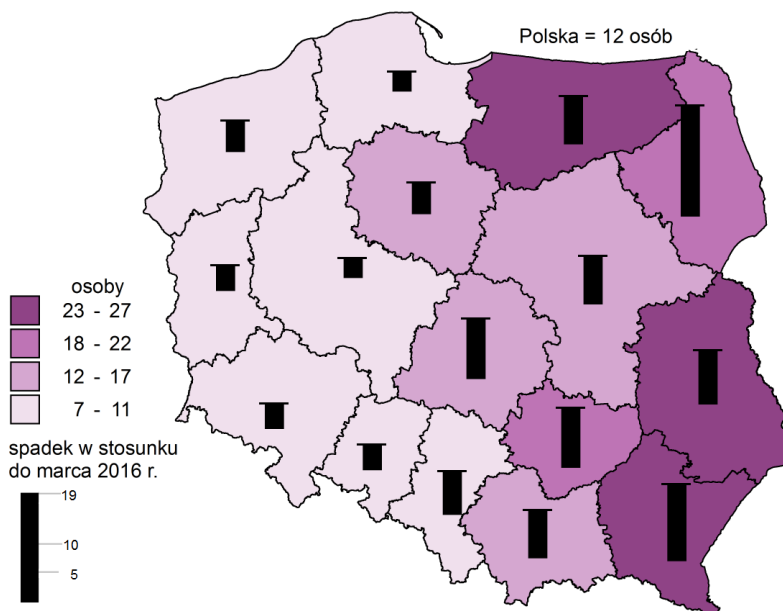 Polska = 12 osób
osoby
23 - 27
18 - 22
12 - 17
7 - 11
spadek w stosunku
do marca 2016 r.
19
10
5